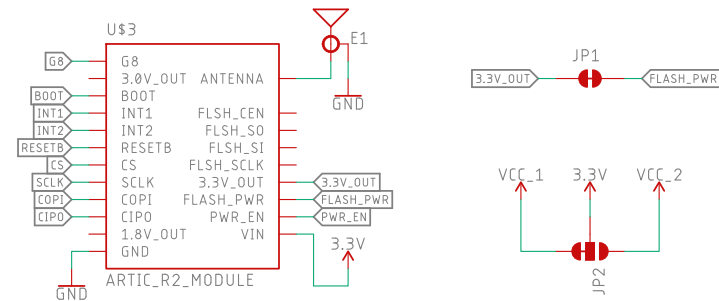 U$3
E1
G8 G8
3.0V_OUT ANTENNA
BOOT BOOT
GND
INT1 INT1 FLSH_CEN
INT2 INT2 FLSH_SO
RESETB RESETB FLSH_SI
CS CS FLSH_SCLK
SCLK SCLK 3.3V_OUT 3.3V_OUT
COPI COPI FLASH_PWR FLASH_PWR
CIPO CIPO PWR_EN PWR_EN
1.8V_OUT VIN
GND
3.3V
ARTIC_R2_MODULE
GND
JP1
3.3V_OUT FLASH_PWR
VCC_1 3.3V VCC_2
JP2